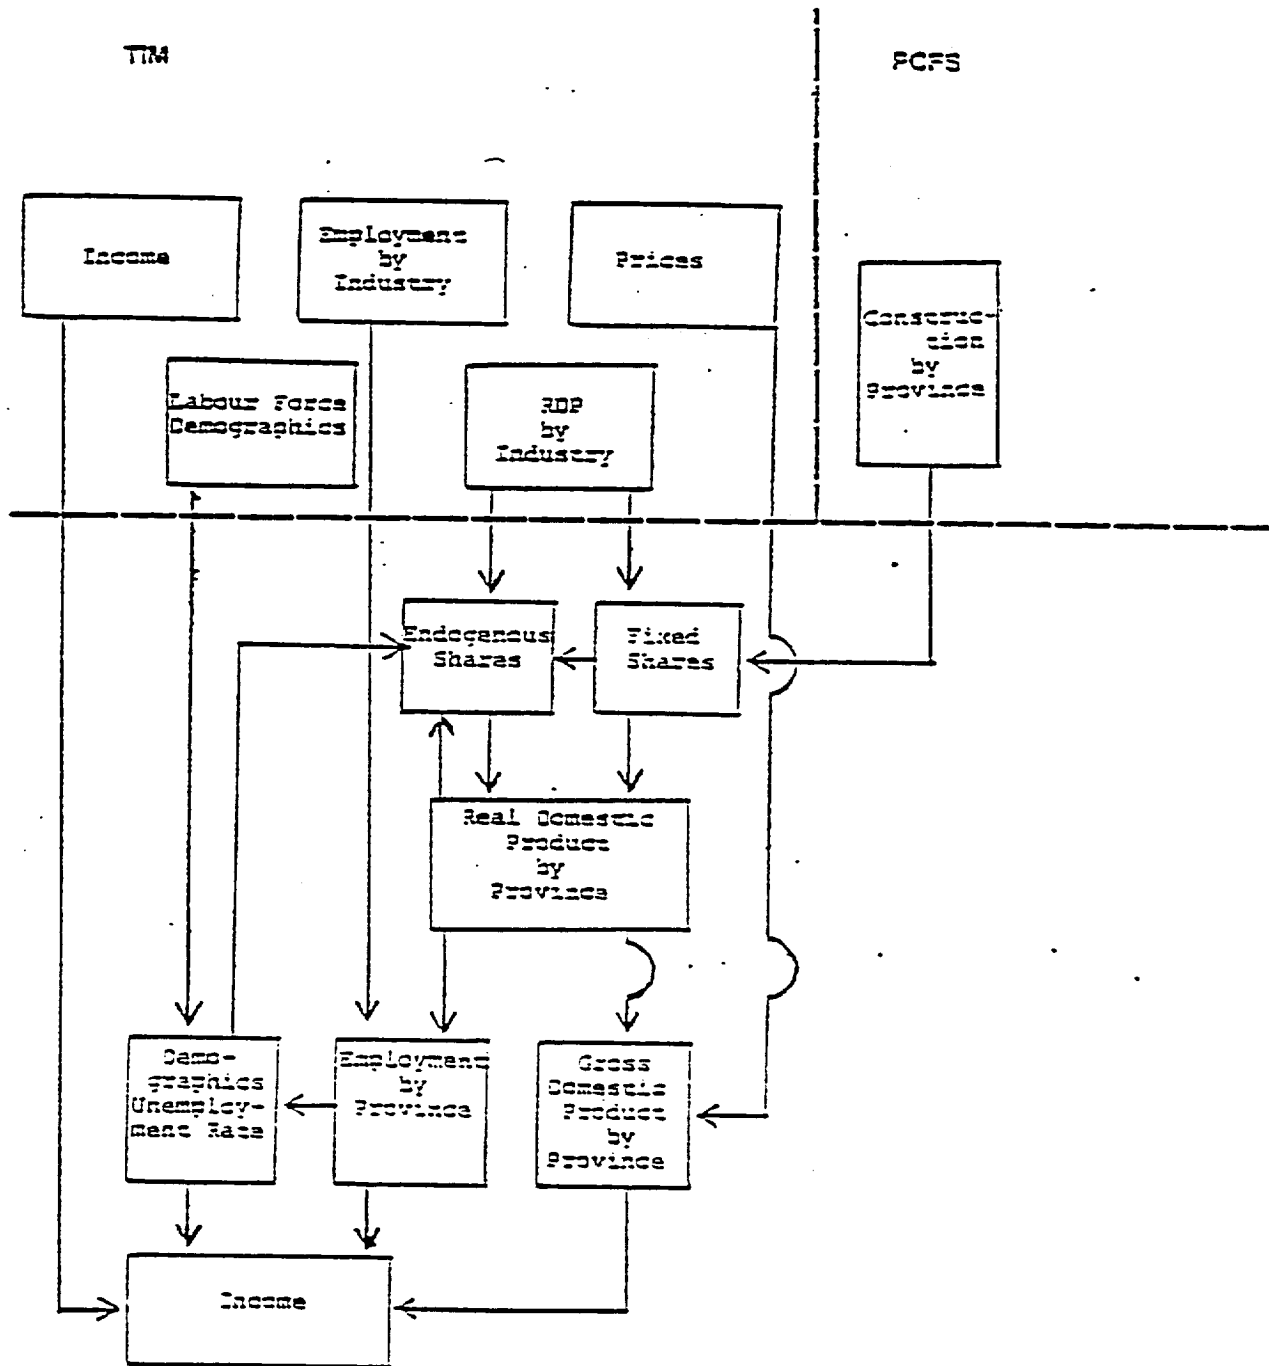 TIM
PCFS
Income
Employment
by
Industry
Prices
Construc-
tion
by
Province
Labour Force
Demographics
RDP
by
Industry
Endogenous
Shares
Fixed
Shares
Real Domestic
Product
by
Province
Demo-
graphics
Unemploy-
ment Rate
Employment
by
Province
Gross
Domestic
Product
by
Province
Income